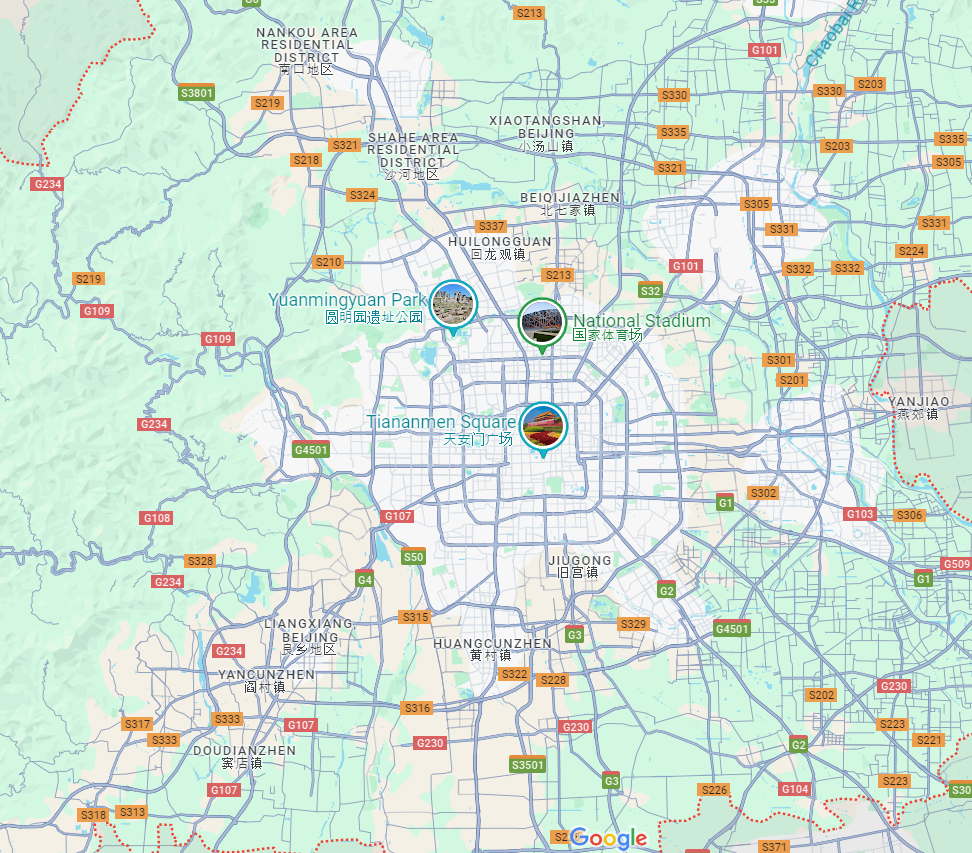 S213
G101
Chaobai R
NANKOU AREA
RESIDENTIAL
DISTRICT
南口地区
S3801
S219
S330
S330
S203
XIAOTANGSHAN,
BEIJING
小汤山镇
S335
S203
S335
S305
SHAHE AREA
RESIDENTIAL
DISTRICT
沙河地区
S321
S218
S321
G234
S324
BEIQIJIAZHEN
北七家镇
S305
S337
S331
S331
S224
HUILONGGUAN
回龙观镇
S210
S213
G101
S332
S332
S219
S32
G109
Yuanmingyuan Park
圆明园遗址公园
National Stadium
国家体育场
G109
S301
S201
YANJIAO
燕郊镇
Tiananmen Square
天安门广场
G234
G4501
S302
G1
G107
G103
S306
G108
S50
JIUGONG
旧宫镇
S328
G234
G4
G2
G509
G1
S315
LIANGXIANG
BEIJING
良乡地区
S329
G3
G4501
HUANGCUNZHEN
黄村镇
G234
YANCUNZHEN
阎村镇
S322
S228
G230
S202
S316
S317
S333
S333
G107
G230
G230
S223
S221
G2
DOUDIANZHEN
窦店镇
S3501
G3
G107
S226
G104
S223
S30
S318
S313
Google
S371